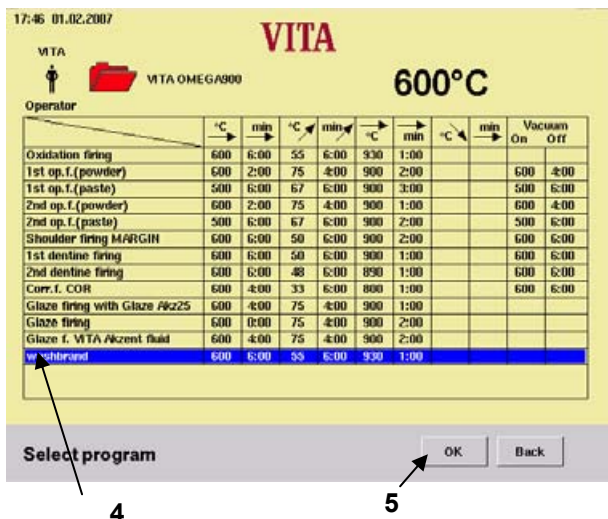 17:46 01.02.2007
VITA
VITA
VITA OMEGA900
600°C
Operator
°C min °C min °C min °C min Vacuum
On Off
Oxidation firing 600 6:00 55 6:00 930 1:00
1st op.f.(powder) 600 2:00 75 4:00 900 2:00 600 4:00
1st op.f.(paste) 500 6:00 67 6:00 900 3:00 500 6:00
2nd op.f.(powder) 600 2:00 75 4:00 900 1:00 600 4:00
2nd op.f.(paste) 500 6:00 67 6:00 900 2:00 500 6:00
Shoulder firing MARGIN 600 6:00 50 6:00 900 2:00 600 6:00
1st dentine firing 600 6:00 50 6:00 900 1:00 600 6:00
2nd dentine firing 600 6:00 48 6:00 890 1:00 600 6:00
Corr.f. COR 600 4:00 33 6:00 800 1:00 600 6:00
Glaze firing with Glaze Akz25 600 4:00 75 4:00 900 1:00
Glaze firing 600 0:00 75 4:00 900 2:00
Glaze f. VITA Akzent fluid 600 4:00 75 4:00 900 2:00
washbrand 600 6:00 55 6:00 930 1:00
Select program
OK
Back
4
5